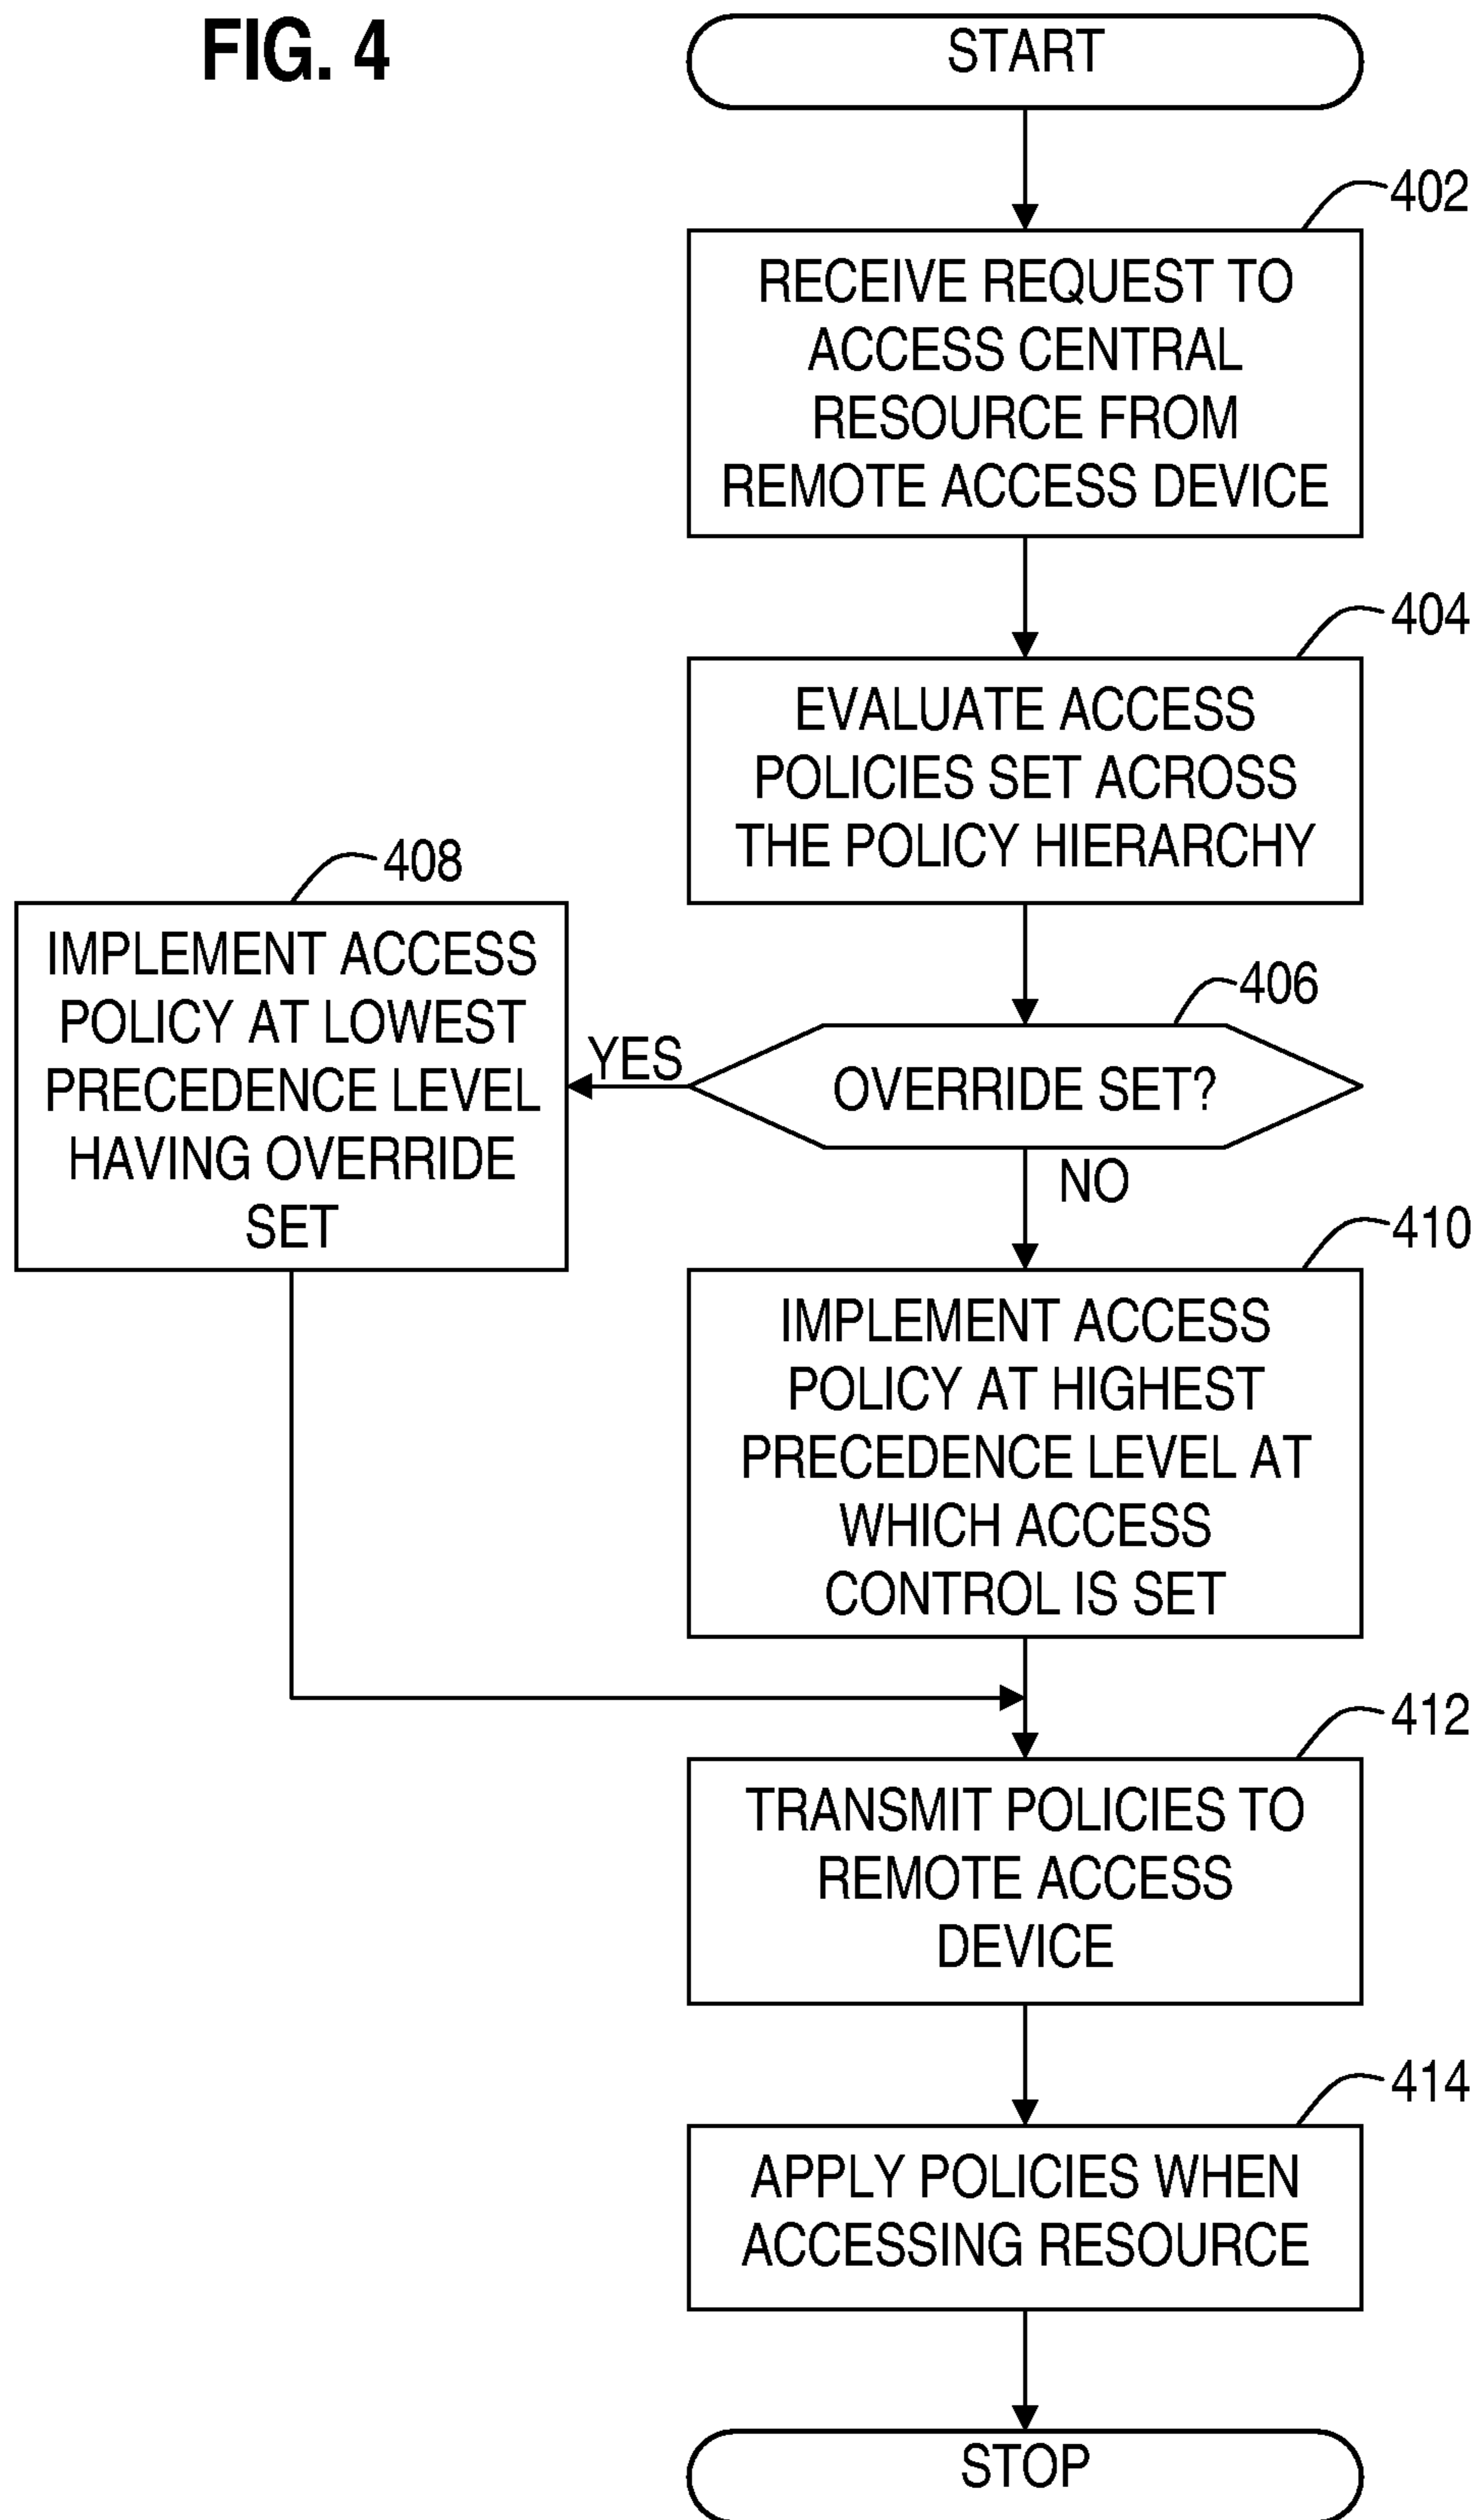 FIG. 4
START
402
RECEIVE REQUEST TO
ACCESS CENTRAL
RESOURCE FROM
REMOTE ACCESS DEVICE
404
EVALUATE ACCESS
POLICIES SET ACROSS
THE POLICY HIERARCHY
406
OVERRIDE SET?
YES
408
IMPLEMENT ACCESS
POLICY AT LOWEST
PRECEDENCE LEVEL
HAVING OVERRIDE
SET
NO
410
IMPLEMENT ACCESS
POLICY AT HIGHEST
PRECEDENCE LEVEL AT
WHICH ACCESS
CONTROL IS SET
412
TRANSMIT POLICIES TO
REMOTE ACCESS
DEVICE
414
APPLY POLICIES WHEN
ACCESSING RESOURCE
STOP